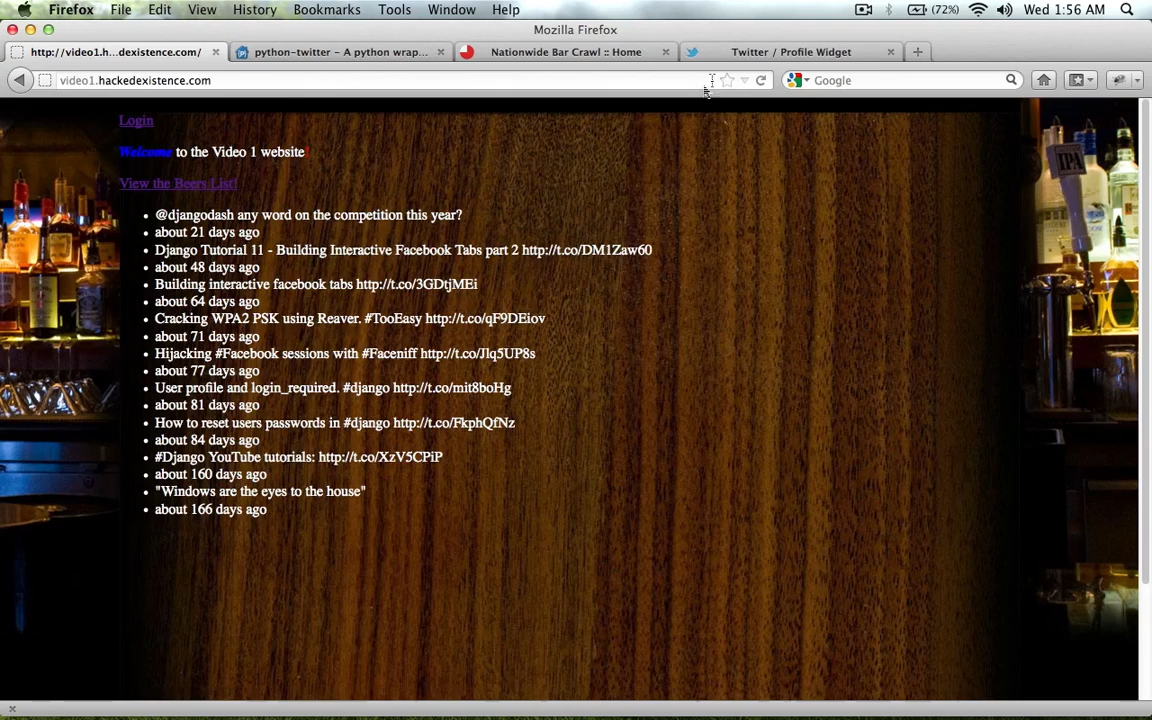 Firefox File Edit View History Bookmarks Tools Window Help (72%) Wed 1:56 AM
Mozilla Firefox
http://video1.h...dexistence.com/ python-twitter - A python wrap... Nationwide Bar Crawl :: Home Twitter / Profile Widget
video1.hackedexistence.com Google
Login
Welcome to the Video 1 website!
View the Beers List!
@djangodash any word on the competition this year?
about 21 days ago
Django Tutorial 11 - Building Interactive Facebook Tabs part 2 http://t.co/DM1Zaw60
about 48 days ago
Building interactive facebook tabs http://t.co/3GDtjMEi
about 64 days ago
Cracking WPA2 PSK using Reaver. #TooEasy http://t.co/qF9DEiov
about 71 days ago
Hijacking #Facebook sessions with #Faceniff http://t.co/Jlq5UP8s
about 77 days ago
User profile and login_required. #django http://t.co/mit8boHg
about 81 days ago
How to reset users passwords in #django http://t.co/FkphQfNz
about 84 days ago
#Django YouTube tutorials: http://t.co/XzV5CPiP
about 160 days ago
"Windows are the eyes to the house"
about 166 days ago
IPA